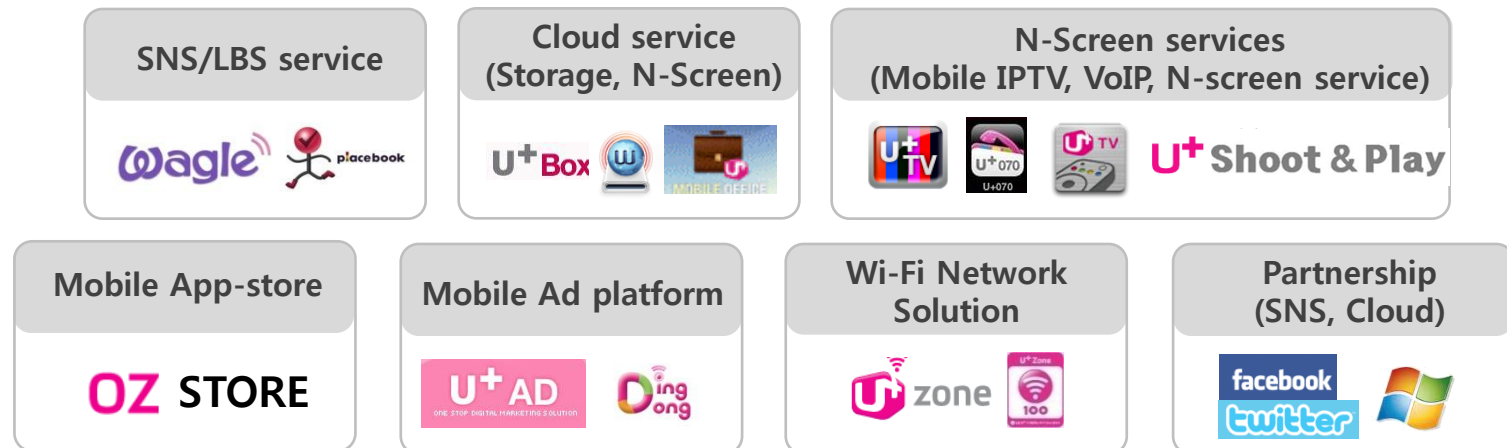 SNS/LBS service
Cloud service
(Storage, N-Screen)
N-Screen services
(Mobile IPTV, VoIP, N-screen service)
wagle
placebook
U+ Box
w
U+
MOBILE OFFICE
U+ TV
U+070
U+070
U+ TV
U+ Shoot & Play
Mobile App-store
Mobile Ad platform
Wi-Fi Network
Solution
Partnership
(SNS, Cloud)
OZ STORE
U+ AD
ONE STOP DIGITAL MARKETING SOLUTION
Ding
Dong
U+ zone
U+ Zone
100
facebook
twitter